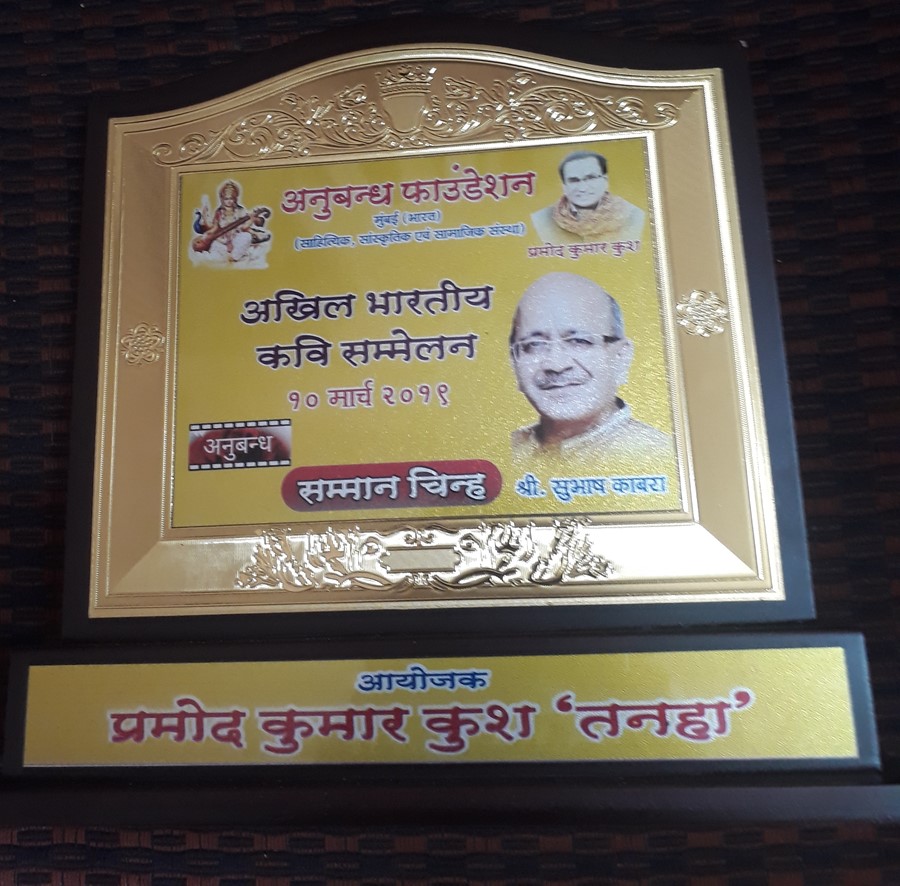 अनुबन्ध फाउंडेशन
मुंबई (भारत)
(साहित्यिक, सांस्कृतिक एवं सामाजिक संस्था)
प्रमोद कुमार कुश
अखिल भारतीय
कवि सम्मेलन
१० मार्च २०१९
अनुबन्ध
सम्मान चिन्ह
श्री. सुभाष काबरा
आयोजक
प्रमोद कुमार कुश ‘तनहा’